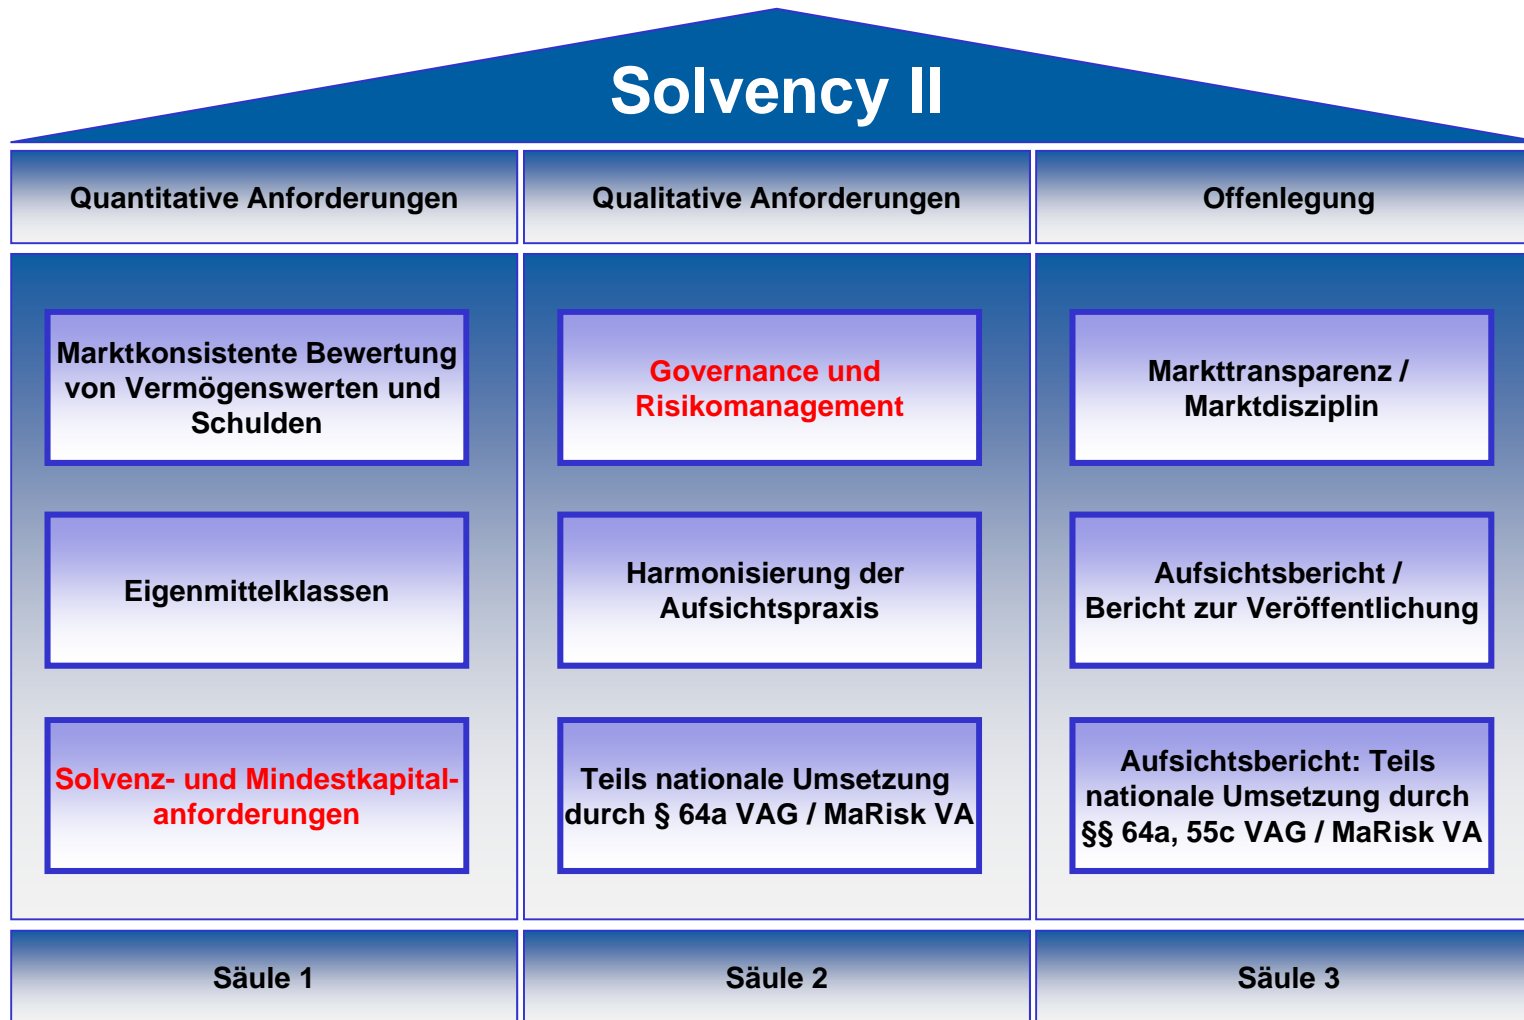 Solvency II
Quantitative Anforderungen
Qualitative Anforderungen
Offenlegung
Marktkonsistente Bewertung
von Vermögenswerten und
Schulden
Governance und
Risikomanagement
Markttransparenz /
Marktdisziplin
Eigenmittelklassen
Harmonisierung der
Aufsichtspraxis
Aufsichtsbericht /
Bericht zur Veröffentlichung
Solvenz- und Mindestkapital-
anforderungen
Teils nationale Umsetzung
durch § 64a VAG / MaRisk VA
Aufsichtsbericht: Teils
nationale Umsetzung durch
§§ 64a, 55c VAG / MaRisk VA
Säule 1
Säule 2
Säule 3